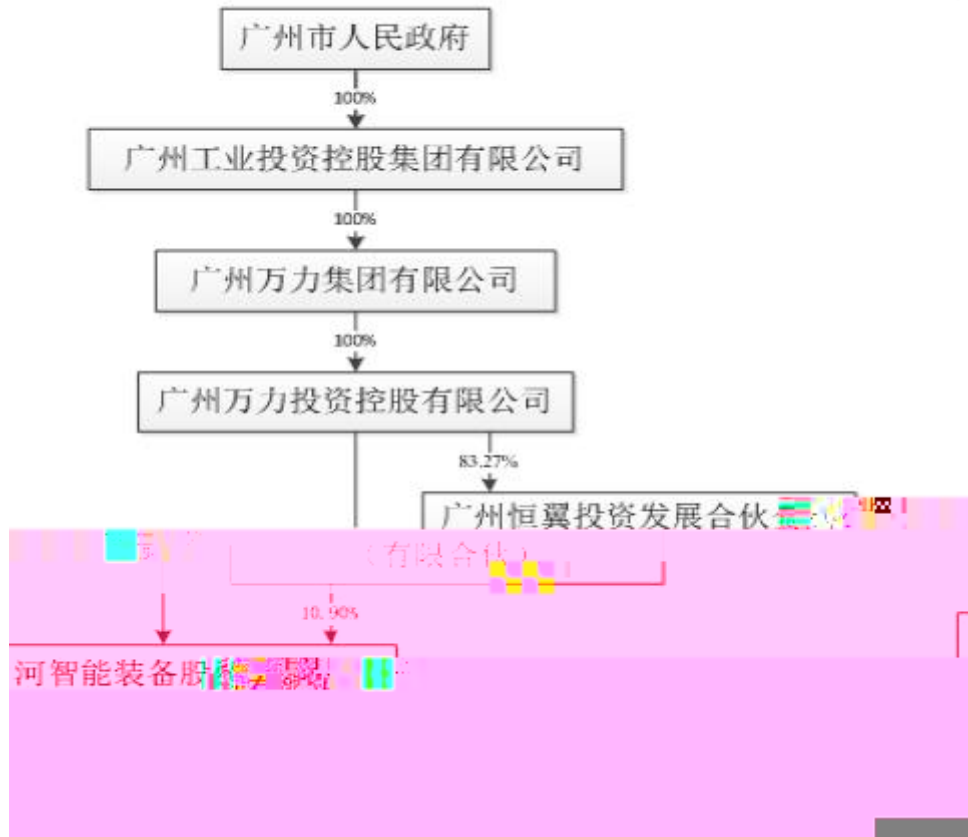 广州市人民政府
100%
广州工业投资控股集团有限公司
100%
广州万力集团有限公司
100%
广州万力投资控股有限公司
83.27%
广州恒翼投资发展合伙
（有限合伙）
10.90%
河智能装备股